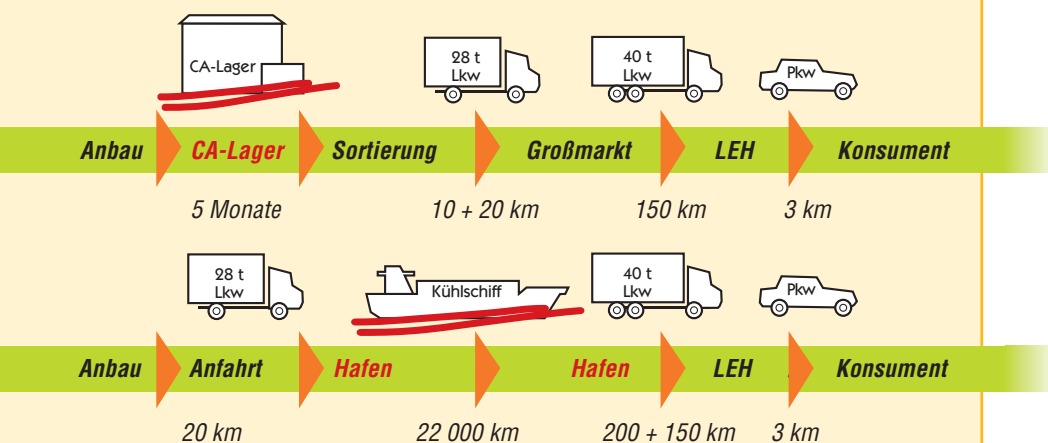 CA-Lager
28 t
Lkw
40 t
Lkw
Pkw
Anbau CA-Lager Sortierung Großmarkt LEH Konsument
5 Monate 10 + 20 km 150 km 3 km
28 t
Lkw
Kühlschiff
40 t
Lkw
Pkw
Anbau Anfahrt Hafen Hafen LEH Konsument
20 km 22 000 km 200 + 150 km 3 km